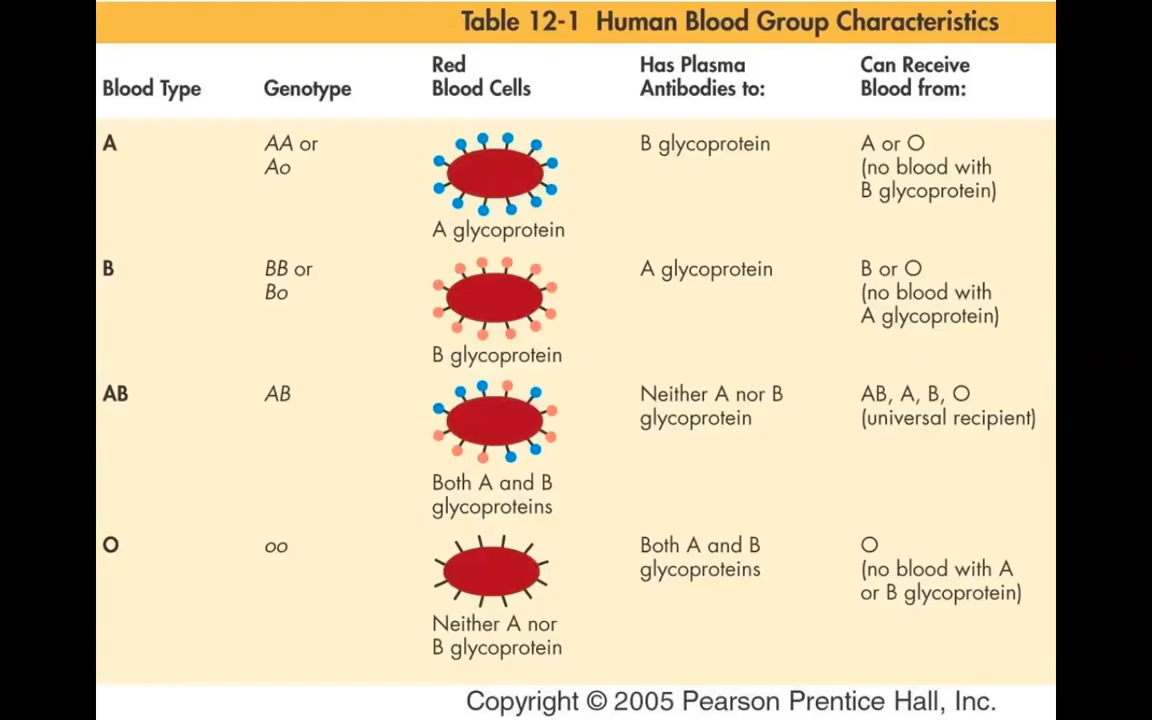 Table 12-1 Human Blood Group Characteristics
Blood Type
Genotype
Red
Blood Cells
Has Plasma
Antibodies to:
Can Receive
Blood from:
A
AA or
Ao
A glycoprotein
B glycoprotein
A or O
(no blood with
B glycoprotein)
B
BB or
Bo
B glycoprotein
A glycoprotein
B or O
(no blood with
A glycoprotein)
AB
AB
Both A and B
glycoproteins
Neither A nor B
glycoprotein
AB, A, B, O
(universal recipient)
O
oo
Neither A nor
B glycoprotein
Both A and B
glycoproteins
O
(no blood with A
or B glycoprotein)
Copyright © 2005 Pearson Prentice Hall, Inc.